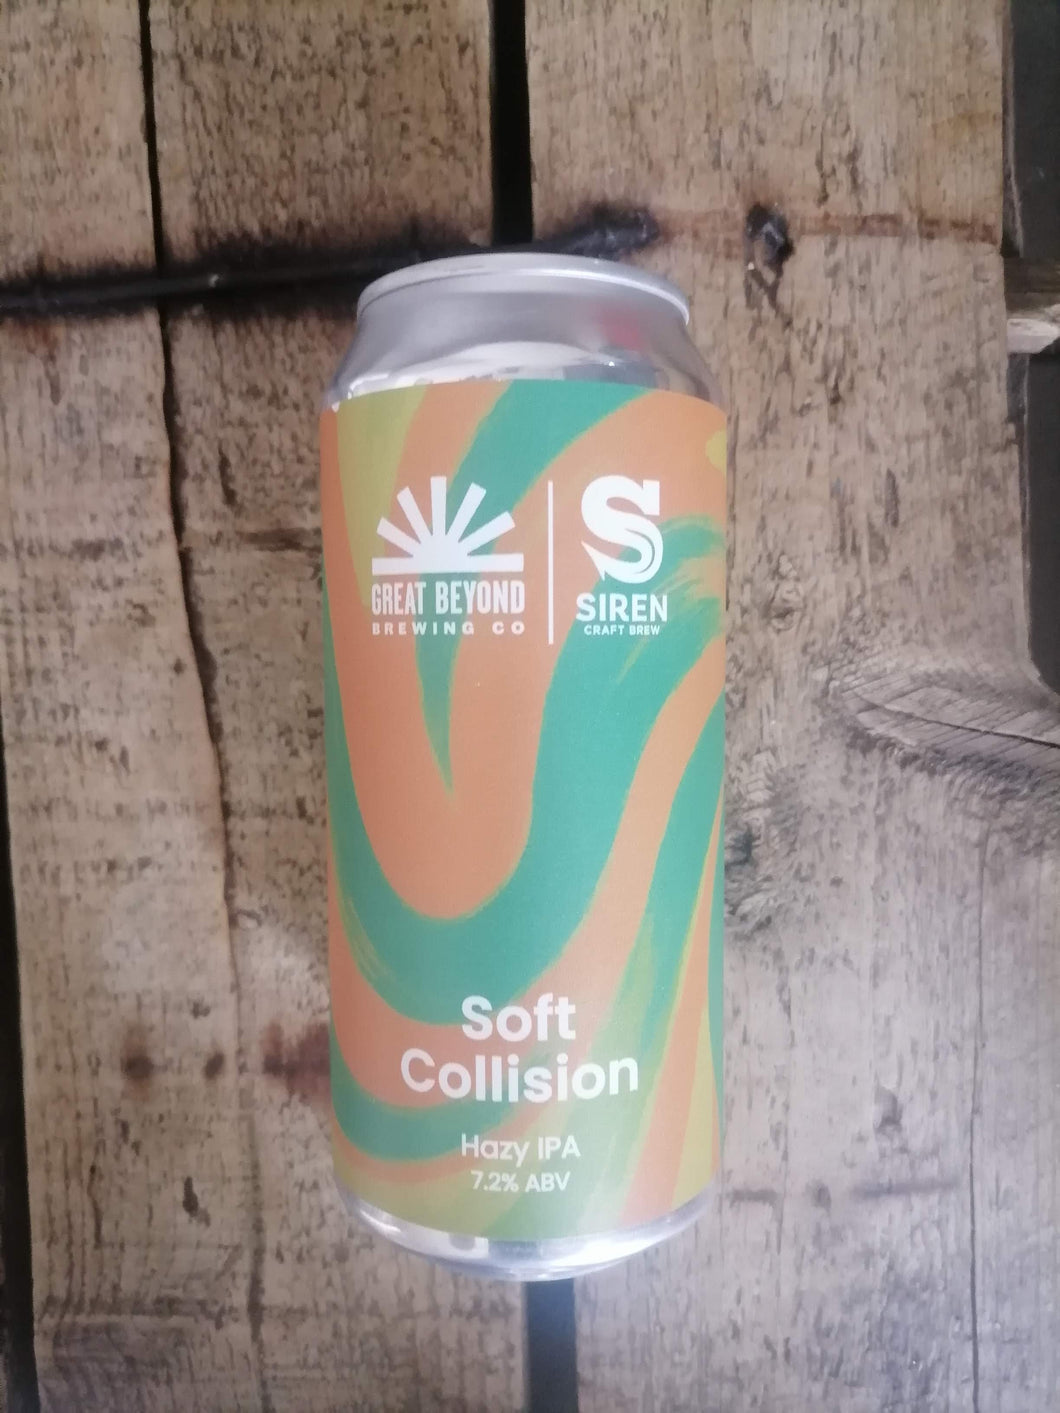 GREAT BEYOND
BREWING CO
S
SIREN
CRAFT BREW
Soft
Collision
Hazy IPA
7.2% ABV